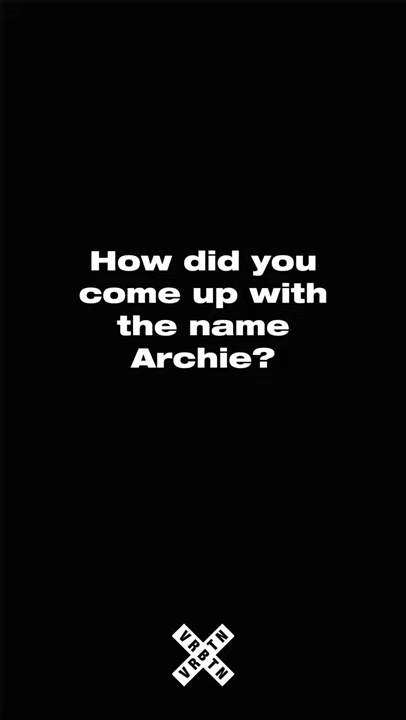 How did you
come up with
the name
Archie?
VRBTN
VRBTN